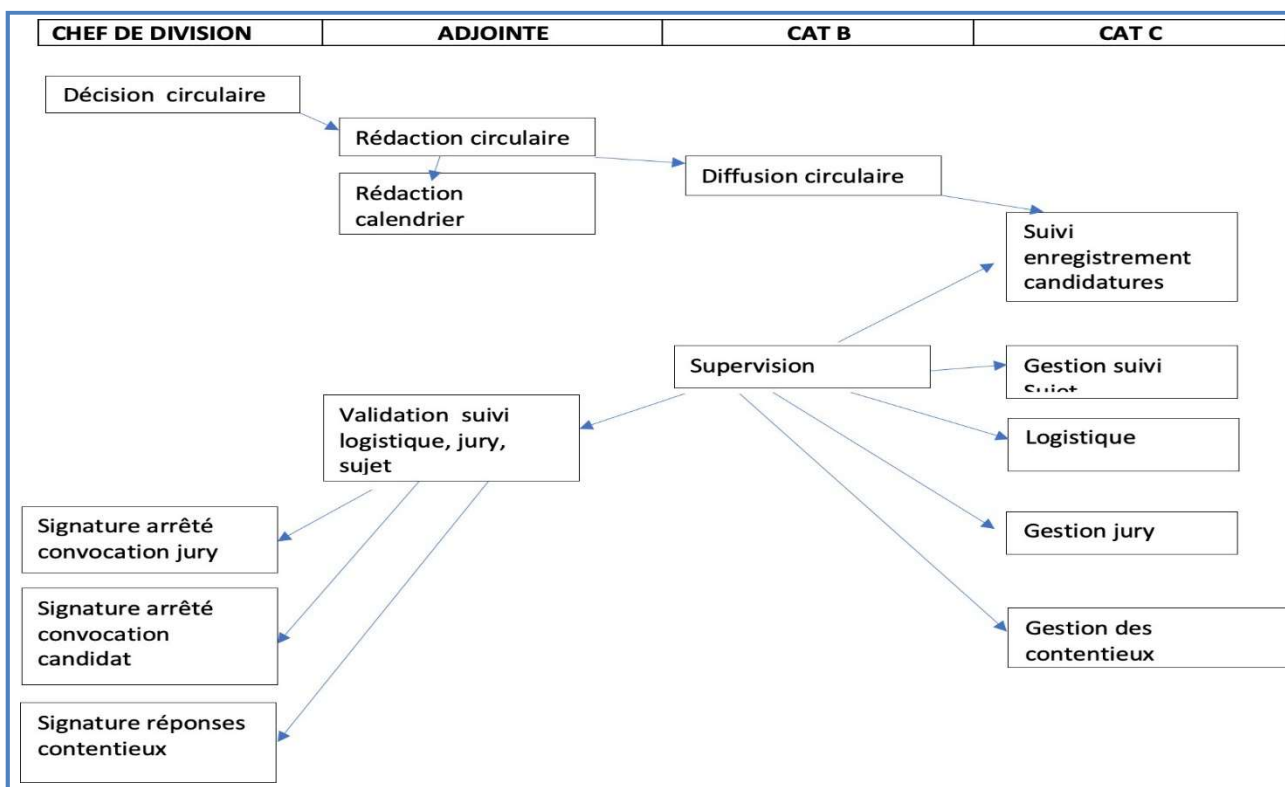 CHEF DE DIVISION ADJOINTE CAT B CAT C
Décision circulaire
Rédaction circulaire
Diffusion circulaire
Rédaction
calendrier
Suivi
enregistrement
candidatures
Supervision
Gestion suivi
Sujet
Validation suivi
logistique, jury,
sujet
Logistique
Signature arrêté
convocation jury
Gestion jury
Signature arrêté
convocation
candidat
Gestion des
contentieux
Signature réponses
contentieux